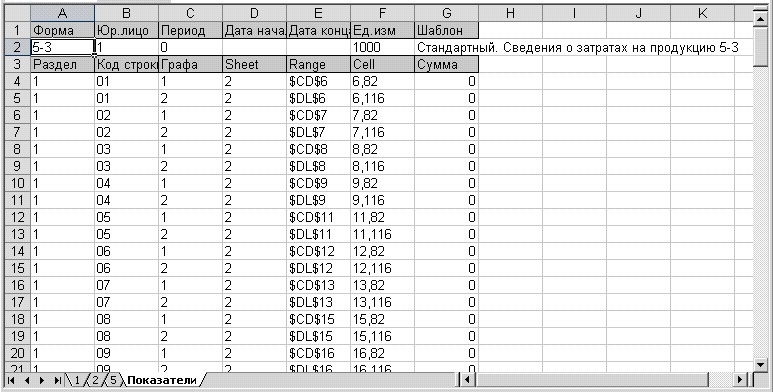 A B C D E F G H I J K
1 Форма Юр.лицо Период Дата нача Дата конц Ед.изм Шаблон
2 5-3 1 0 1000 Стандартный. Сведения о затратах на продукцию 5-3
3 Раздел Код строки Графа Sheet Range Cell Сумма
4 1 01 1 2 $CD$6 6,82 0
5 1 01 2 2 $DL$6 6,116 0
6 1 02 1 2 $CD$7 7,82 0
7 1 02 2 2 $DL$7 7,116 0
8 1 03 1 2 $CD$8 8,82 0
9 1 03 2 2 $DL$8 8,116 0
10 1 04 1 2 $CD$9 9,82 0
11 1 04 2 2 $DL$9 9,116 0
12 1 05 1 2 $CD$11 11,82 0
13 1 05 2 2 $DL$11 11,116 0
14 1 06 1 2 $CD$12 12,82 0
15 1 06 2 2 $DL$12 12,116 0
16 1 07 1 2 $CD$13 13,82 0
17 1 07 2 2 $DL$13 13,116 0
18 1 08 1 2 $CD$15 15,82 0
19 1 08 2 2 $DL$15 15,116 0
20 1 09 1 2 $CD$16 16,82 0
21 1 09 2 2 $DL$16 16,116 0
1 2 5 Показатели